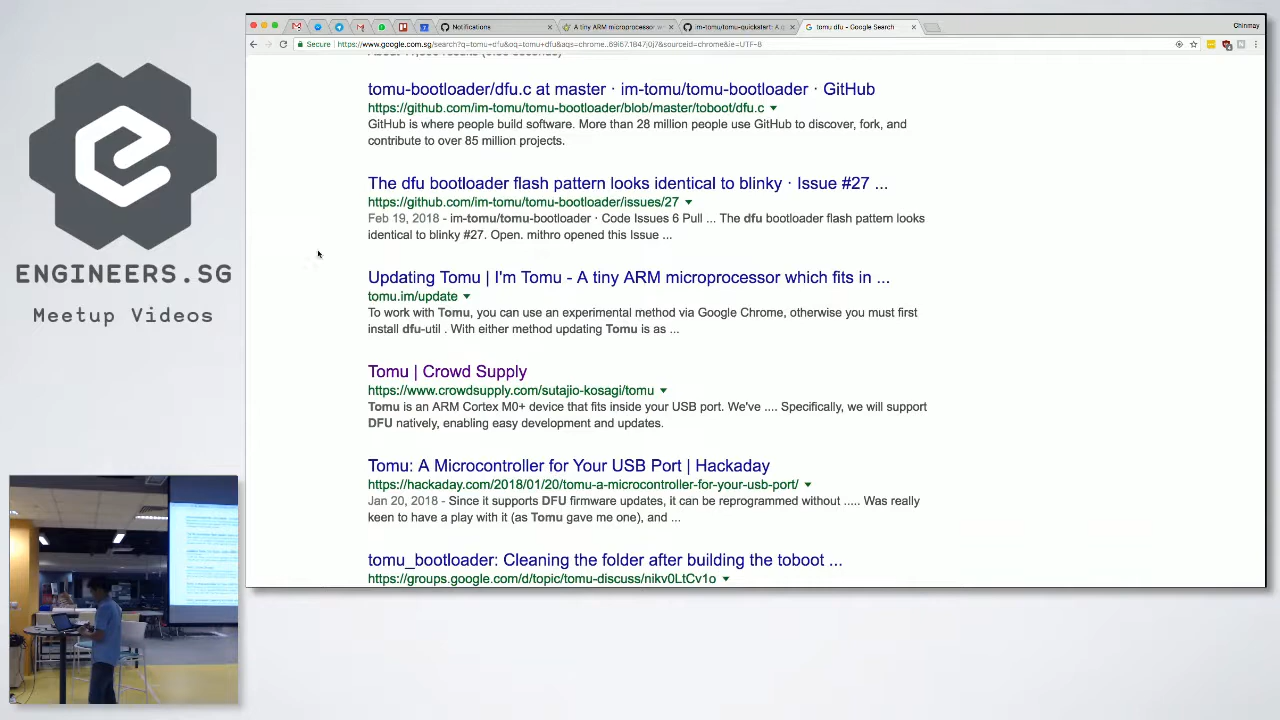 Notifications
A tiny ARM microprocessor w
im-tomu/tomu-quickstart: A q
tomu dfu - Google Search
Chinmay
Secure
https://www.google.com.sg/search?q=tomu+dfu&oq=tomu+dfu&aqs=chrome..69i57.1847j0j7&sourceid=chrome&ie=UTF-8
tomu-bootloader/dfu.c at master · im-tomu/tomu-bootloader · GitHub
https://github.com/im-tomu/tomu-bootloader/blob/master/toboot/dfu.c
GitHub is where people build software. More than 28 million people use GitHub to discover, fork, and
contribute to over 85 million projects.
The dfu bootloader flash pattern looks identical to blinky · Issue #27 ...
https://github.com/im-tomu/tomu-bootloader/issues/27
Feb 19, 2018 - im-tomu/tomu-bootloader · Code Issues 6 Pull ... The dfu bootloader flash pattern looks
identical to blinky #27. Open. mithro opened this Issue ...
Updating Tomu | I'm Tomu - A tiny ARM microprocessor which fits in ...
tomu.im/update
To work with Tomu, you can use an experimental method via Google Chrome, otherwise you must first
install dfu-util . With either method updating Tomu is as ...
Tomu | Crowd Supply
https://www.crowdsupply.com/sutajio-kosagi/tomu
Tomu is an ARM Cortex M0+ device that fits inside your USB port. We've .... Specifically, we will support
DFU natively, enabling easy development and updates.
Tomu: A Microcontroller for Your USB Port | Hackaday
https://hackaday.com/2018/01/20/tomu-a-microcontroller-for-your-usb-port/
Jan 20, 2018 - Since it supports DFU firmware updates, it can be reprogrammed without ..... Was really
keen to have a play with it (as Tomu gave me one), and ...
tomu_bootloader: Cleaning the folder after building the toboot ...
https://groups.google.com/d/topic/tomu-discuss/nikv0LtCv1o
ENGINEERS.SG
Meetup Videos